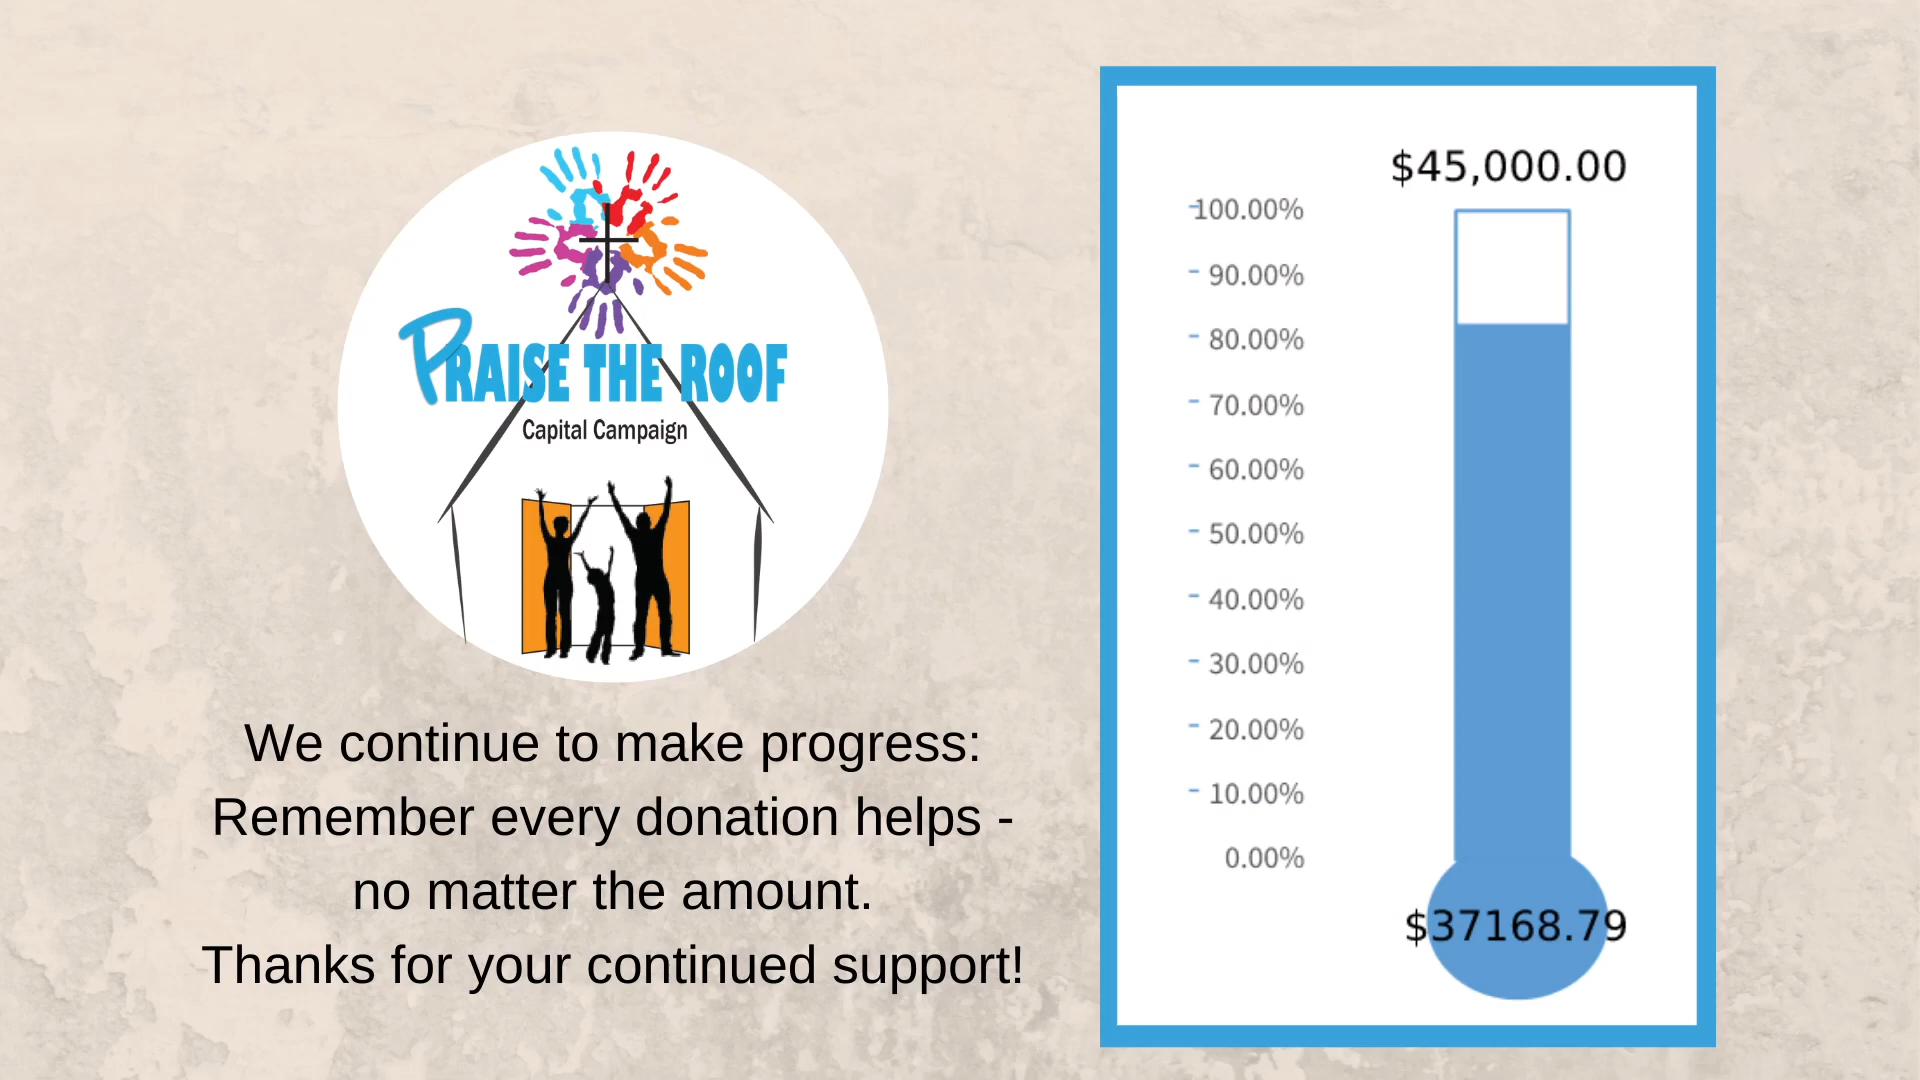 PRAISE THE ROOF
Capital Campaign
We continue to make progress:
Remember every donation helps -
no matter the amount.
Thanks for your continued support!
$45,000.00
100.00%
90.00%
80.00%
70.00%
60.00%
50.00%
40.00%
30.00%
20.00%
10.00%
0.00%
$37168.79